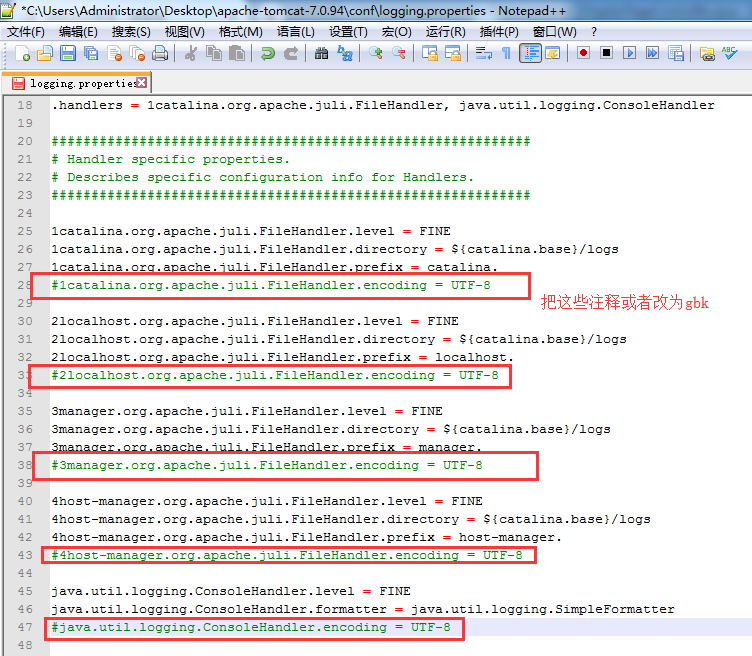 *C:\Users\Administrator\Desktop\apache-tomcat-7.0.94\conf\logging.properties - Notepad++
文件(F) 编辑(E) 搜索(S) 视图(V) 格式(M) 语言(L) 设置(T) 宏(O) 运行(R) 插件(P) 窗口(W) ?
logging.properties
18 .handlers = 1catalina.org.apache.juli.FileHandler, java.util.logging.ConsoleHandler
19
20 ############################################################
21 # Handler specific properties.
22 # Describes specific configuration info for Handlers.
23 ############################################################
24
25 1catalina.org.apache.juli.FileHandler.level = FINE
26 1catalina.org.apache.juli.FileHandler.directory = ${catalina.base}/logs
27 1catalina.org.apache.juli.FileHandler.prefix = catalina.
28 #1catalina.org.apache.juli.FileHandler.encoding = UTF-8
把这些注释或者改为gbk
29
30 2localhost.org.apache.juli.FileHandler.level = FINE
31 2localhost.org.apache.juli.FileHandler.directory = ${catalina.base}/logs
32 2localhost.org.apache.juli.FileHandler.prefix = localhost.
33 #2localhost.org.apache.juli.FileHandler.encoding = UTF-8
34
35 3manager.org.apache.juli.FileHandler.level = FINE
36 3manager.org.apache.juli.FileHandler.directory = ${catalina.base}/logs
37 3manager.org.apache.juli.FileHandler.prefix = manager.
38 #3manager.org.apache.juli.FileHandler.encoding = UTF-8
39
40 4host-manager.org.apache.juli.FileHandler.level = FINE
41 4host-manager.org.apache.juli.FileHandler.directory = ${catalina.base}/logs
42 4host-manager.org.apache.juli.FileHandler.prefix = host-manager.
43 #4host-manager.org.apache.juli.FileHandler.encoding = UTF-8
44
45 java.util.logging.ConsoleHandler.level = FINE
46 java.util.logging.ConsoleHandler.formatter = java.util.logging.SimpleFormatter
47 #java.util.logging.ConsoleHandler.encoding = UTF-8
48